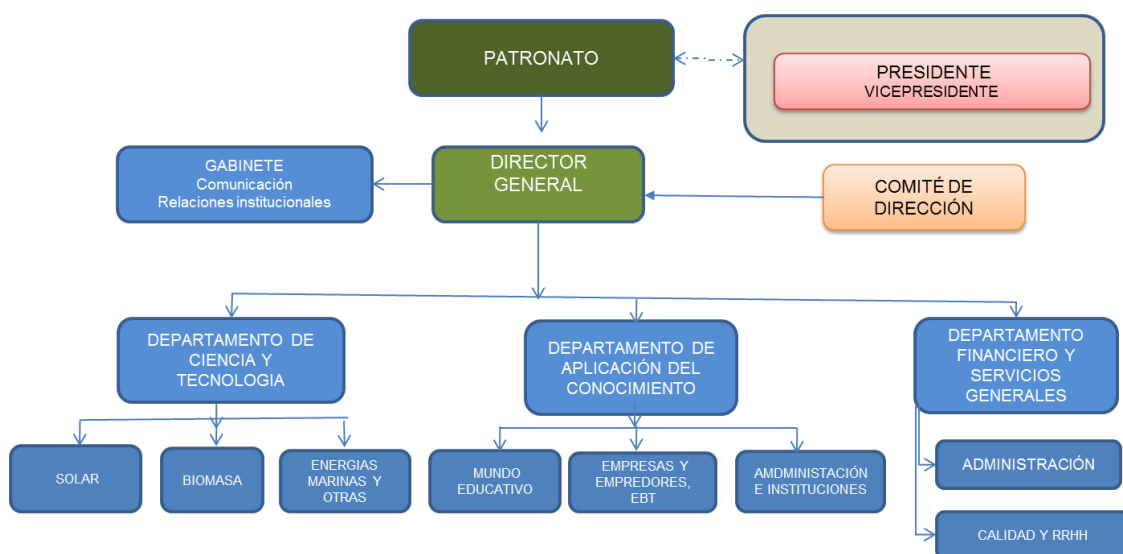 PATRONATO
PRESIDENTE
VICEPRESIDENTE
GABINETE
Comunicación
Relaciones institucionales
DIRECTOR
GENERAL
COMITÉ DE
DIRECCIÓN
DEPARTAMENTO DE
CIENCIA Y
TECNOLOGIA
DEPARTAMENTO DE
APLICACIÓN DEL
CONOCIMIENTO
DEPARTAMENTO
FINANCIERO Y
SERVICIOS
GENERALES
SOLAR
BIOMASA
ENERGIAS
MARINAS Y
OTRAS
MUNDO
EDUCATIVO
EMPRESAS Y
EMPREDORES,
EBT
AMDMINISTACIÓN
E INSTITUCIONES
ADMINISTRACIÓN
CALIDAD Y RRHH